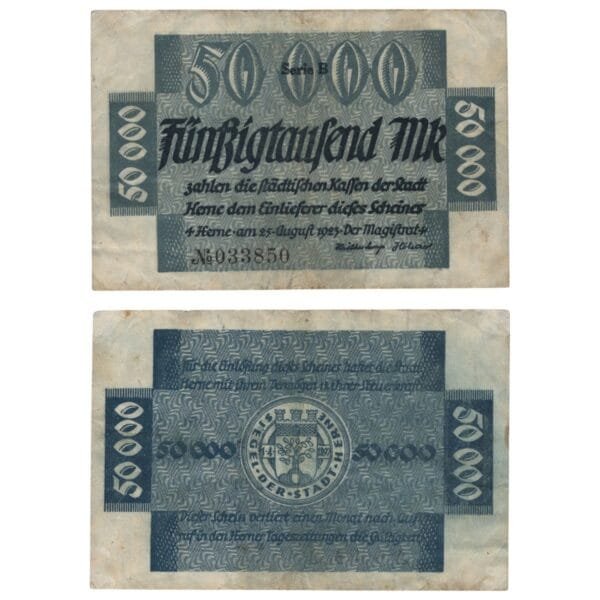 50 000
Serie B
50 000
Fünfzigtausend Mk
50 000
zahlen die städtischen Kassen der Stadt
Herne dem Einlieferer dieses Scheines
Herne · am 25 · August 1923 · Der Magistrat
№ 033850
Für die Einlösung dieses Scheines haftet die Stadt
Herne mit ihrem Vermögen u. ihrer Steuerkraft
50 000
50 000
SIEGEL · DER · STADT · HERNE
1897
50 000
50 000
Dieser Schein verliert einen Monat nach Auf-
ruf in den Herner Tageszeitungen die Gültigkeit